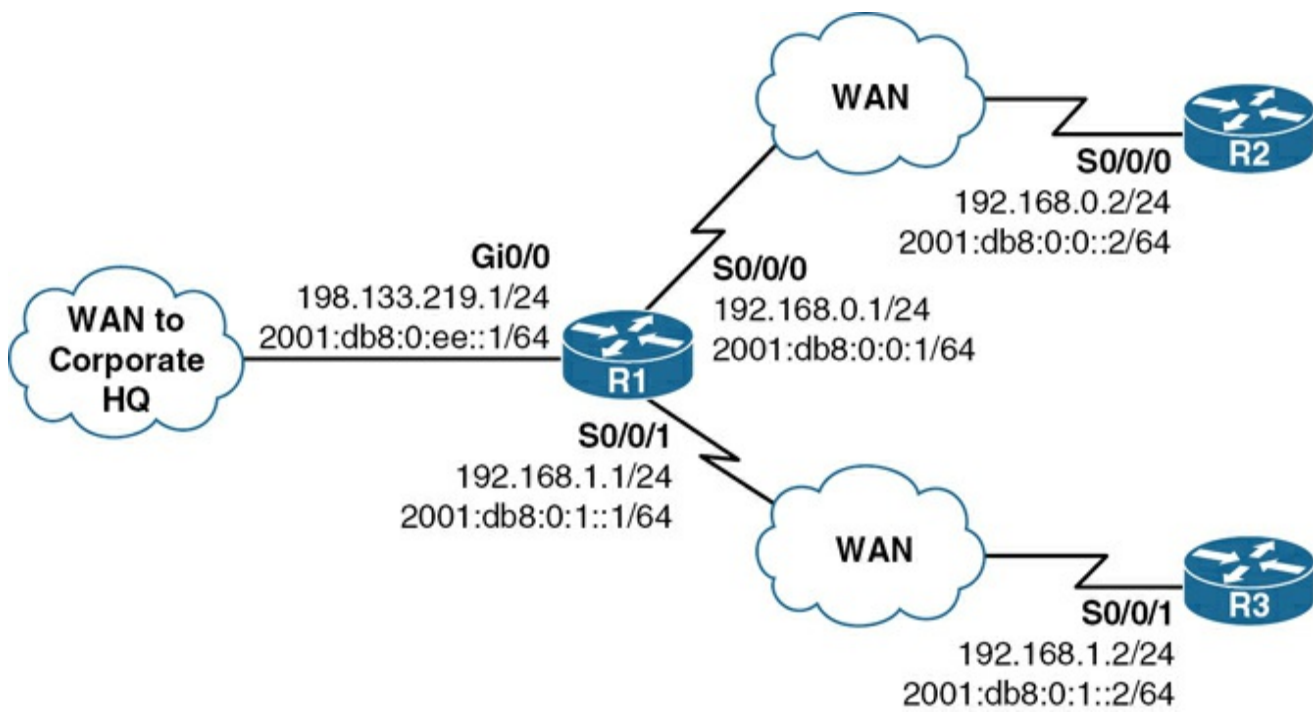 WAN
R2
S0/0/0
192.168.0.2/24
2001:db8:0:0::2/64
Gi0/0
198.133.219.1/24
2001:db8:0:ee::1/64
S0/0/0
192.168.0.1/24
2001:db8:0:0:1/64
WAN to
Corporate
HQ
R1
S0/0/1
192.168.1.1/24
2001:db8:0:1::1/64
WAN
R3
S0/0/1
192.168.1.2/24
2001:db8:0:1::2/64